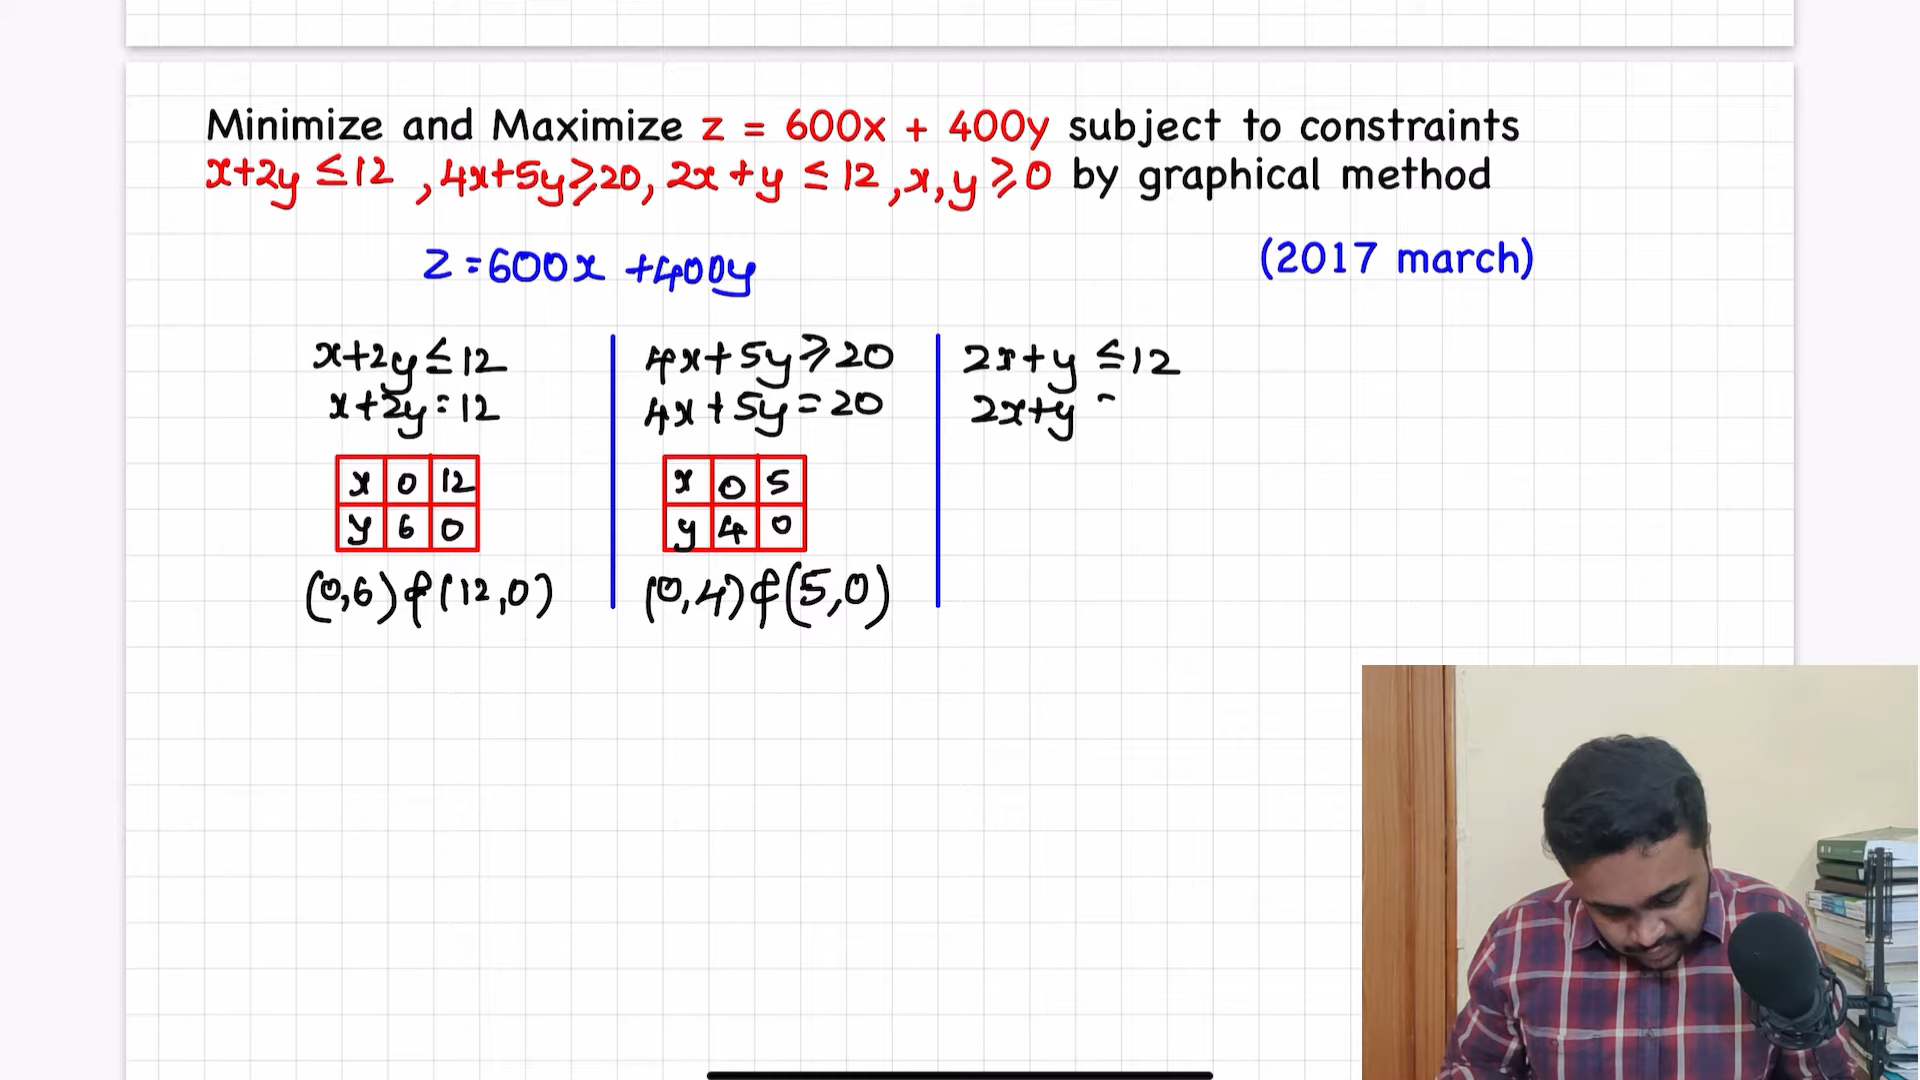 Minimize and Maximize z = 600x + 400y subject to constraints
x+2y ≤ 12 , 4x+5y ≥ 20, 2x+y ≤ 12 , x, y ≥ 0 by graphical method
Z = 600x + 400y
(2017 march)
x+2y ≤ 12
x+2y = 12
x 0 12
y 6 0
(0,6) & (12,0)
4x+5y ≥ 20
4x+5y = 20
x 0 5
y 4 0
(0,4) & (5,0)
2x+y ≤ 12
2x+y -